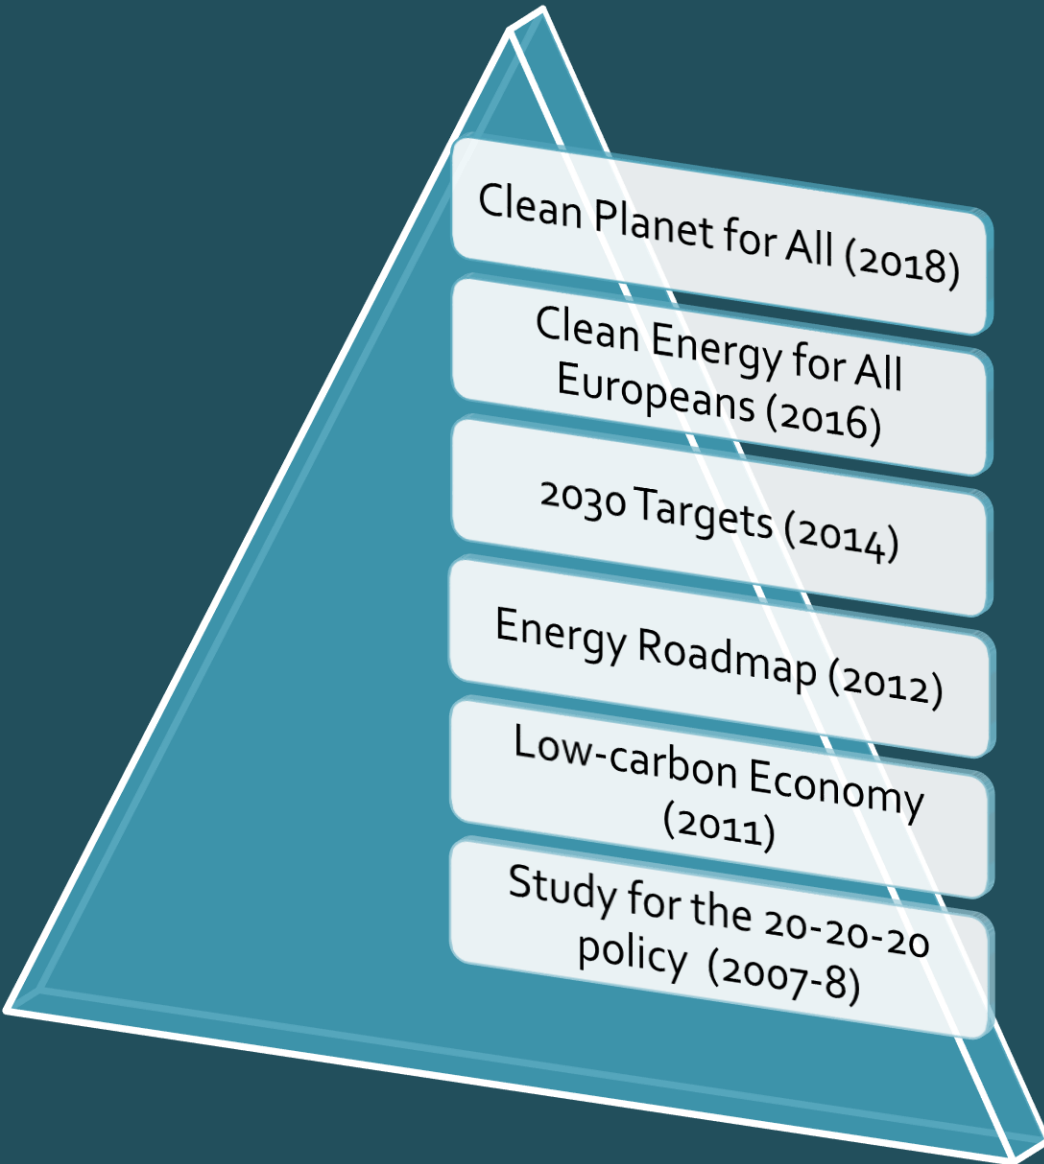 Clean Planet for All (2018)
Clean Energy for All
Europeans (2016)
2030 Targets (2014)
Energy Roadmap (2012)
Low-carbon Economy
(2011)
Study for the 20-20-20
policy  (2007-8)